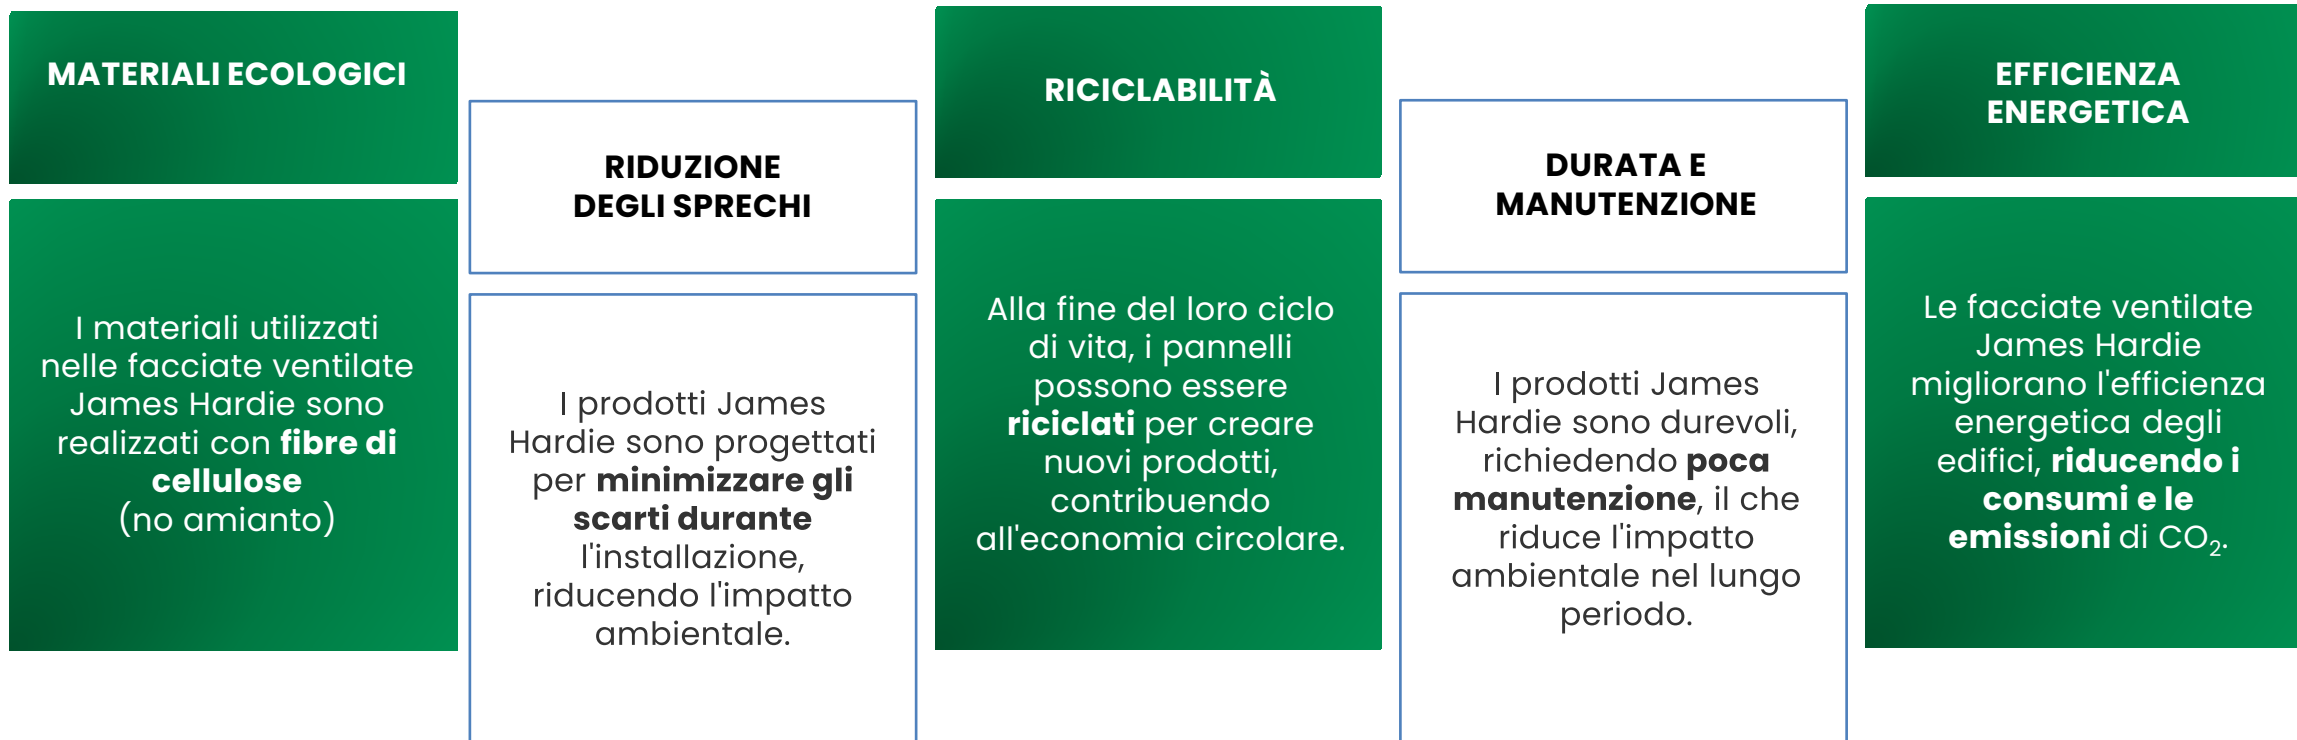 MATERIALI ECOLOGICI
I materiali utilizzati
nelle facciate ventilate
James Hardie sono
realizzati con fibre di
cellulose
(no amianto)
RIDUZIONE
DEGLI SPRECHI
I prodotti James
Hardie sono progettati
per minimizzare gli
scarti durante
l'installazione,
riducendo l'impatto
ambientale.
RICICLABILITÀ
Alla fine del loro ciclo
di vita, i pannelli
possono essere
riciclati per creare
nuovi prodotti,
contribuendo
all'economia circolare.
DURATA E
MANUTENZIONE
I prodotti James
Hardie sono durevoli,
richiedendo poca
manutenzione, il che
riduce l'impatto
ambientale nel lungo
periodo.
EFFICIENZA
ENERGETICA
Le facciate ventilate
James Hardie
migliorano l'efficienza
energetica degli
edifici, riducendo i
consumi e le
emissioni di CO₂.